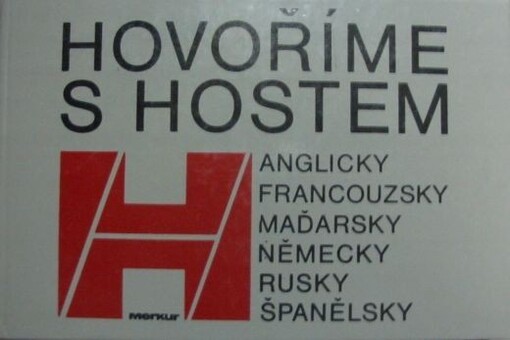 HOVOŘÍME
S HOSTEM
ANGLICKY
FRANCOUZSKY
MAĎARSKY
NĚMECKY
RUSKY
ŠPANĚLSKY
merkur